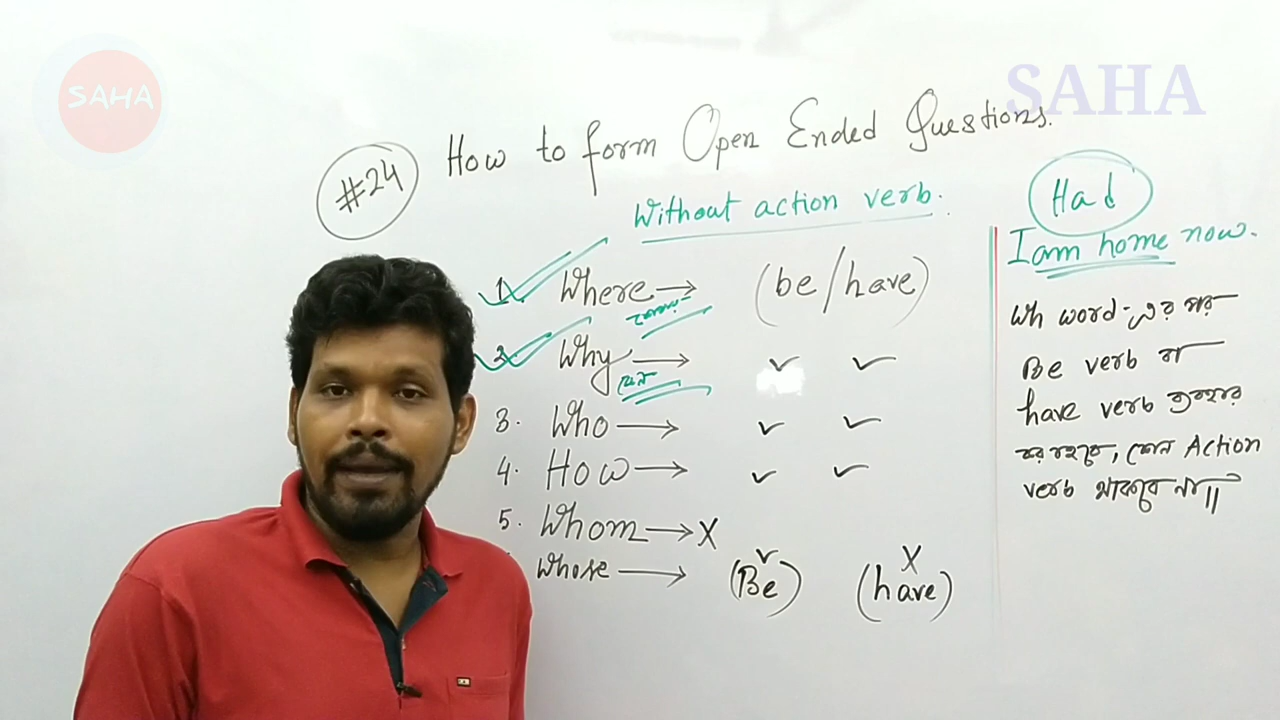 SAHA
SAHA
#24
How to form Open Ended Questions.
Without action verb.
1. Where → (be/have)
কোথায়
2. Why → ✓ ✓
কেন
3. Who → ✓ ✓
4. How → ✓ ✓
5. Whom → X
Whose → (Be) ✓ (have) X
Had
I am home now.
Wh word-এর পর
Be verb বা
have verb ব্যবহার
করা হবে, কোন Action
verb থাকবে না॥